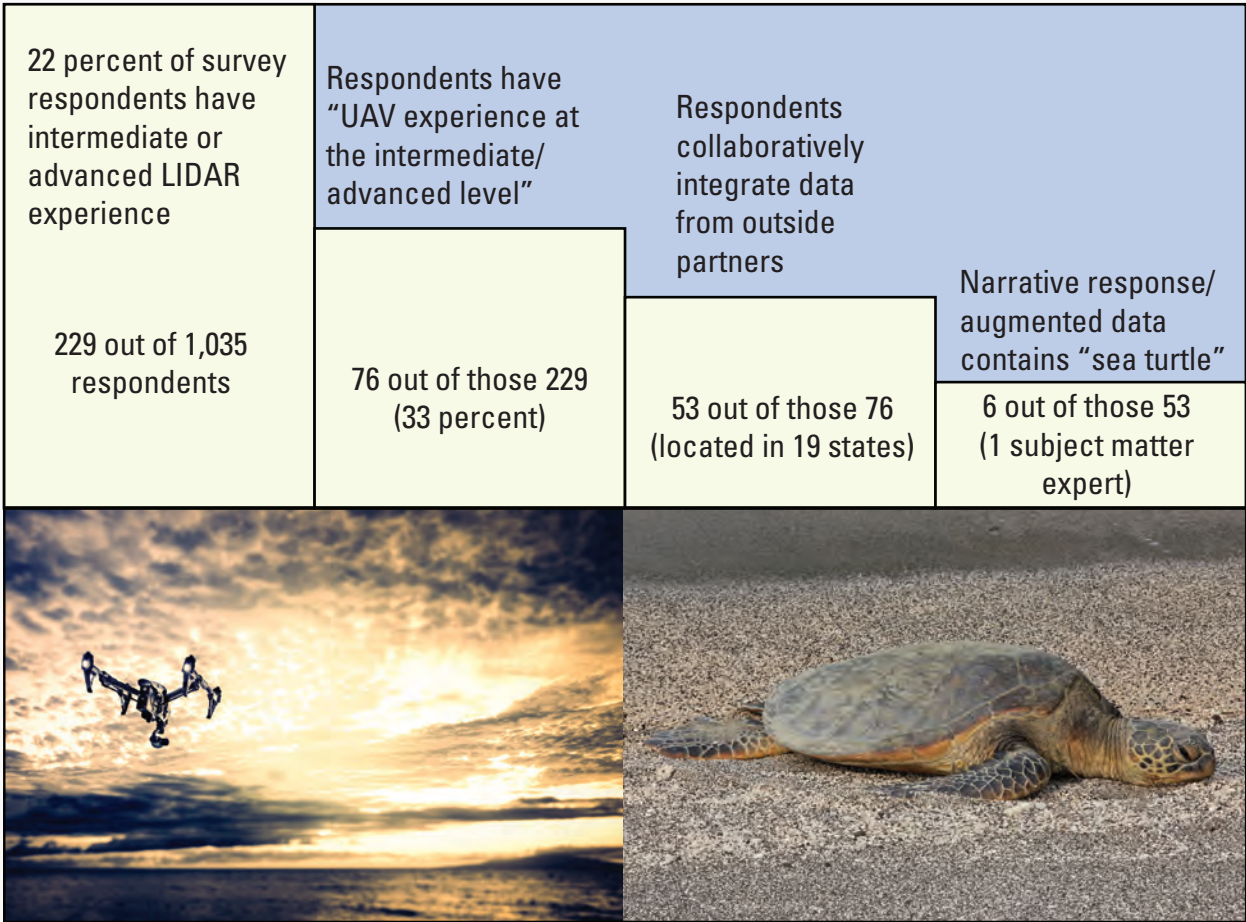 22 percent of survey
respondents have
intermediate or
advanced LIDAR
experience
229 out of 1,035
respondents
Respondents have
“UAV experience at
the intermediate/
advanced level”
76 out of those 229
(33 percent)
Respondents
collaboratively
integrate data
from outside
partners
53 out of those 76
(located in 19 states)
Narrative response/
augmented data
contains “sea turtle”
6 out of those 53
(1 subject matter
expert)